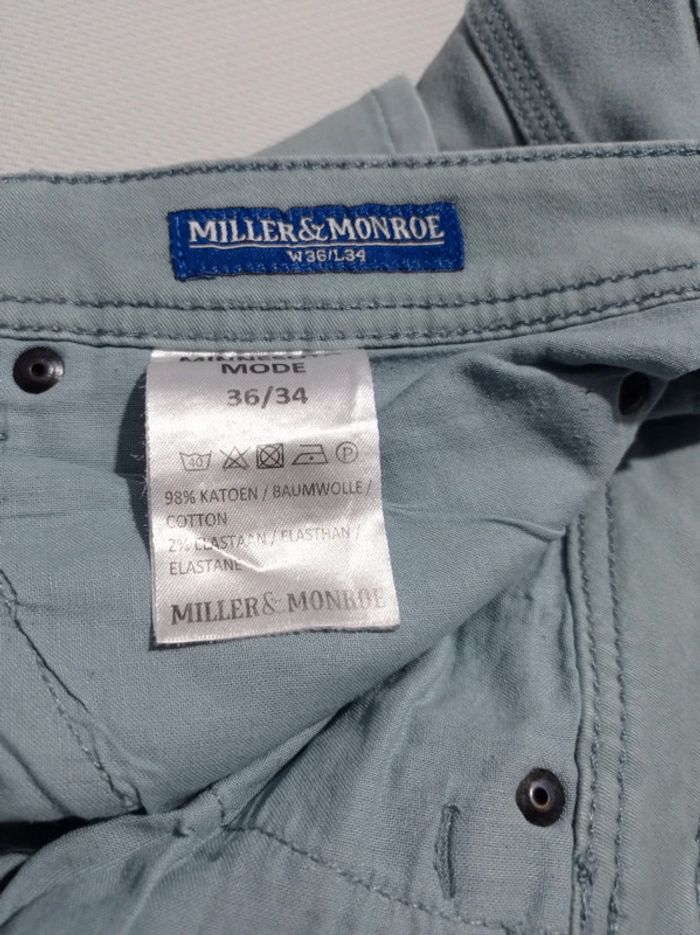 MILLER&MONROE
W36/L34
MODE
36/34
40 P
98% KATOEN / BAUMWOLLE /
COTTON
2% ELASTAAN / ELASTHAN /
ELASTANE
MILLER& MONROE